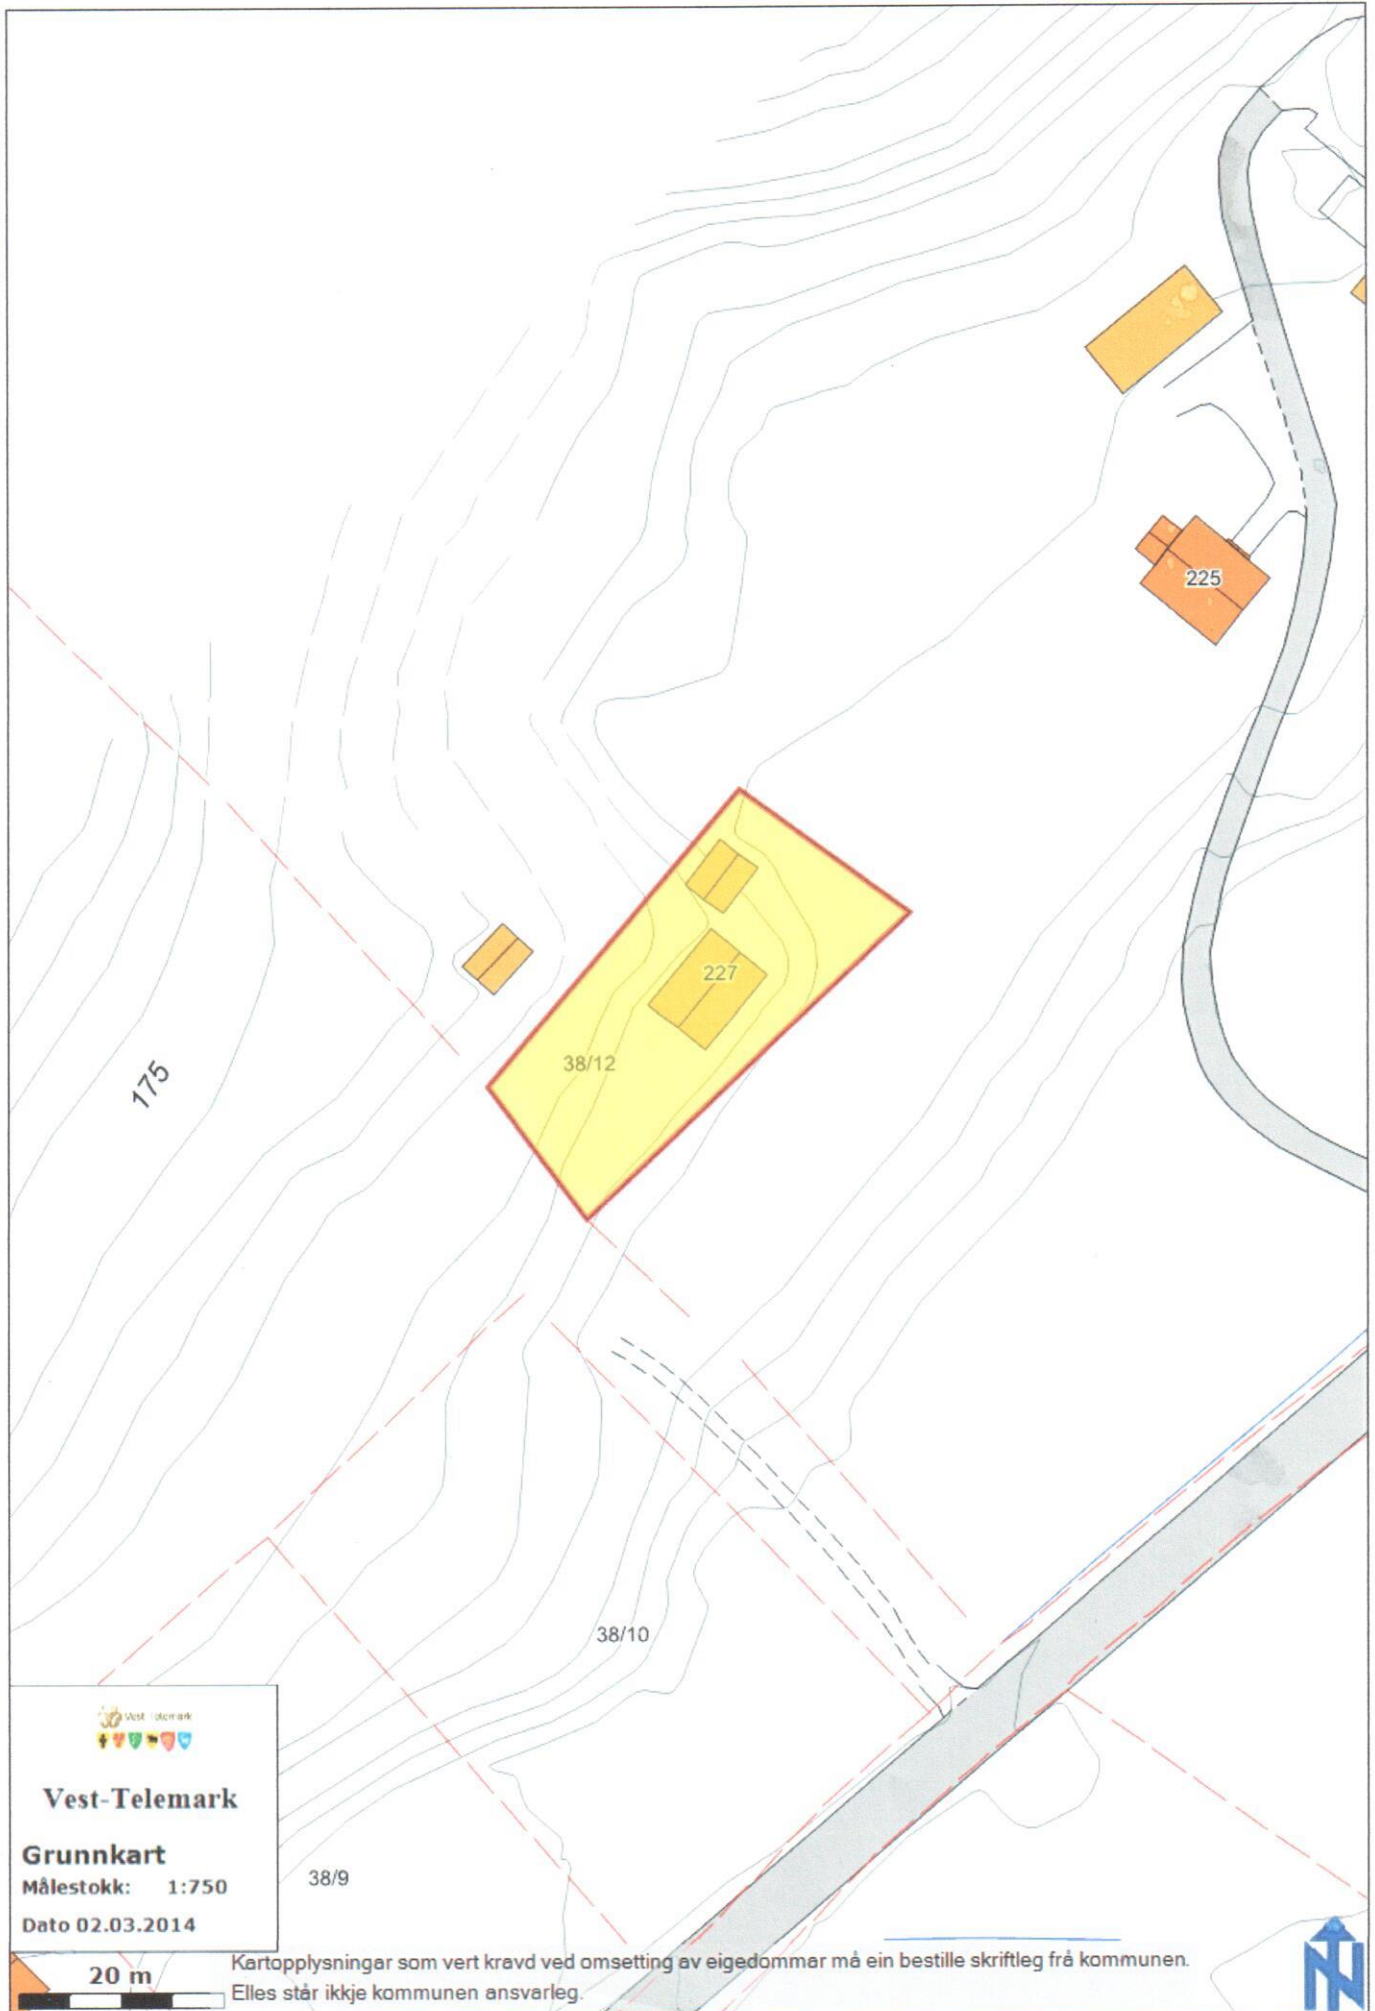 225
227
38/12
175
38/10
Vest-Telemark
Vest-Telemark
Grunnkart
Målestokk: 1:750
Dato 02.03.2014
38/9
20 m
Kartopplysningar som vert kravd ved omsetting av eigedommar må ein bestille skriftleg frå kommunen.
Elles står ikkje kommunen ansvarleg.
N